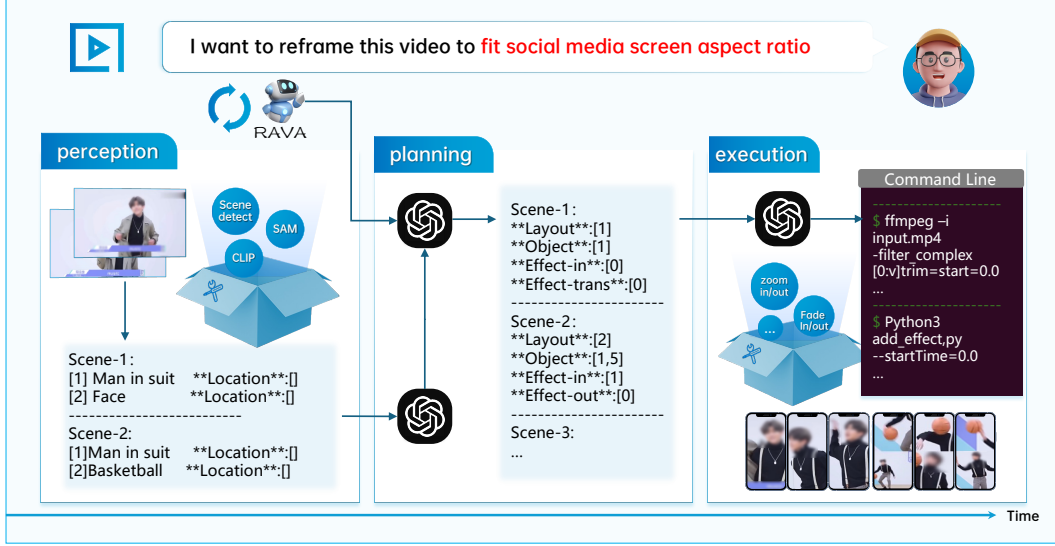 I want to reframe this video to fit social media screen aspect ratio
RAVA
perception
Scene
detect
SAM
CLIP
Scene-1:
[1] Man in suit **Location**:[]
[2] Face **Location**:[]
-------------------------
Scene-2:
[1]Man in suit **Location**:[]
[2]Basketball **Location**:[]
planning
Scene-1:
**Layout**:[1]
**Object**:[1]
**Effect-in**:[0]
**Effect-trans**:[0]
----------------------
Scene-2:
**Layout**:[2]
**Object**:[1,5]
**Effect-in**:[1]
**Effect-out**:[0]
----------------------
Scene-3:
...
execution
zoom
in/out
Fade
In/out
...
Command Line
---------------------
$ ffmpeg –i
input.mp4
-filter_complex
[0:v]trim=start=0.0
...
---------------------
$ Python3
add_effect,py
--startTime=0.0
...
Time